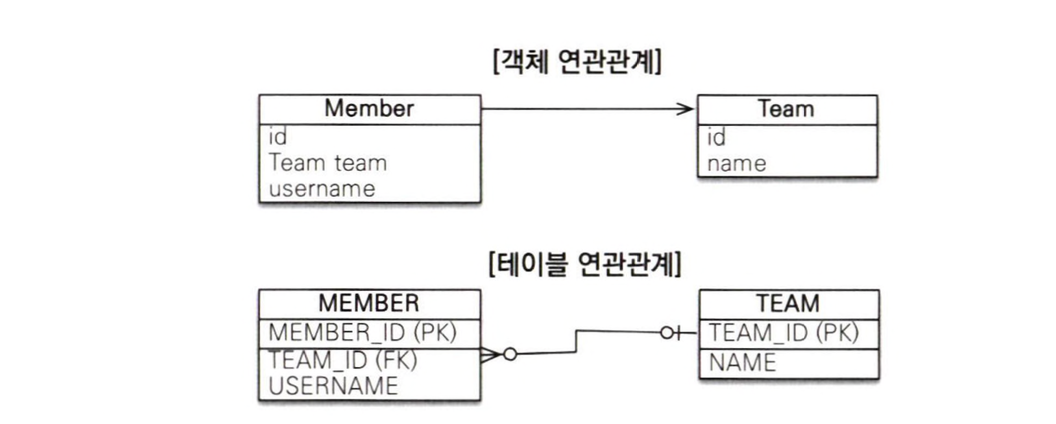 [객체 연관관계]
Member
id
Team team
username
Team
id
name
[테이블 연관관계]
MEMBER
MEMBER_ID (PK)
TEAM_ID (FK)
USERNAME
TEAM
TEAM_ID (PK)
NAME